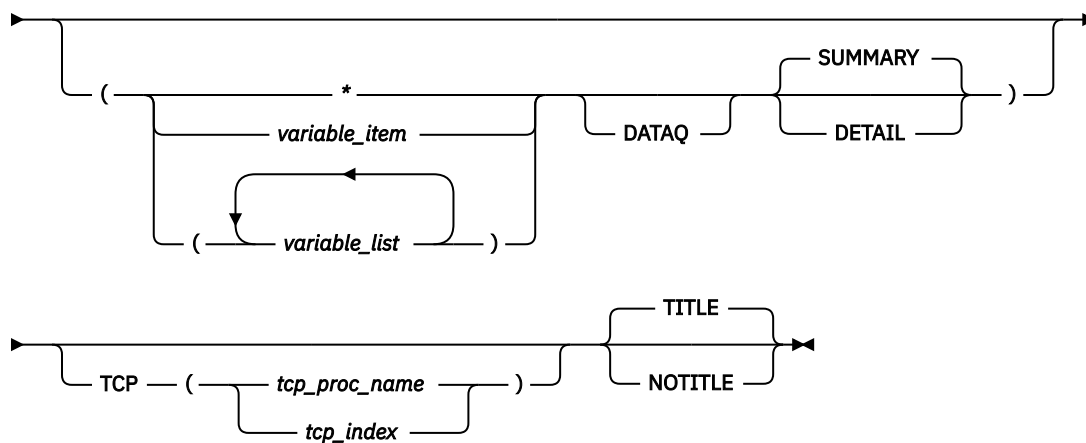 SUMMARY
( * )
variable_item DATAQ DETAIL
( variable_list )
TITLE
TCP ( tcp_proc_name ) NOTITLE
tcp_index